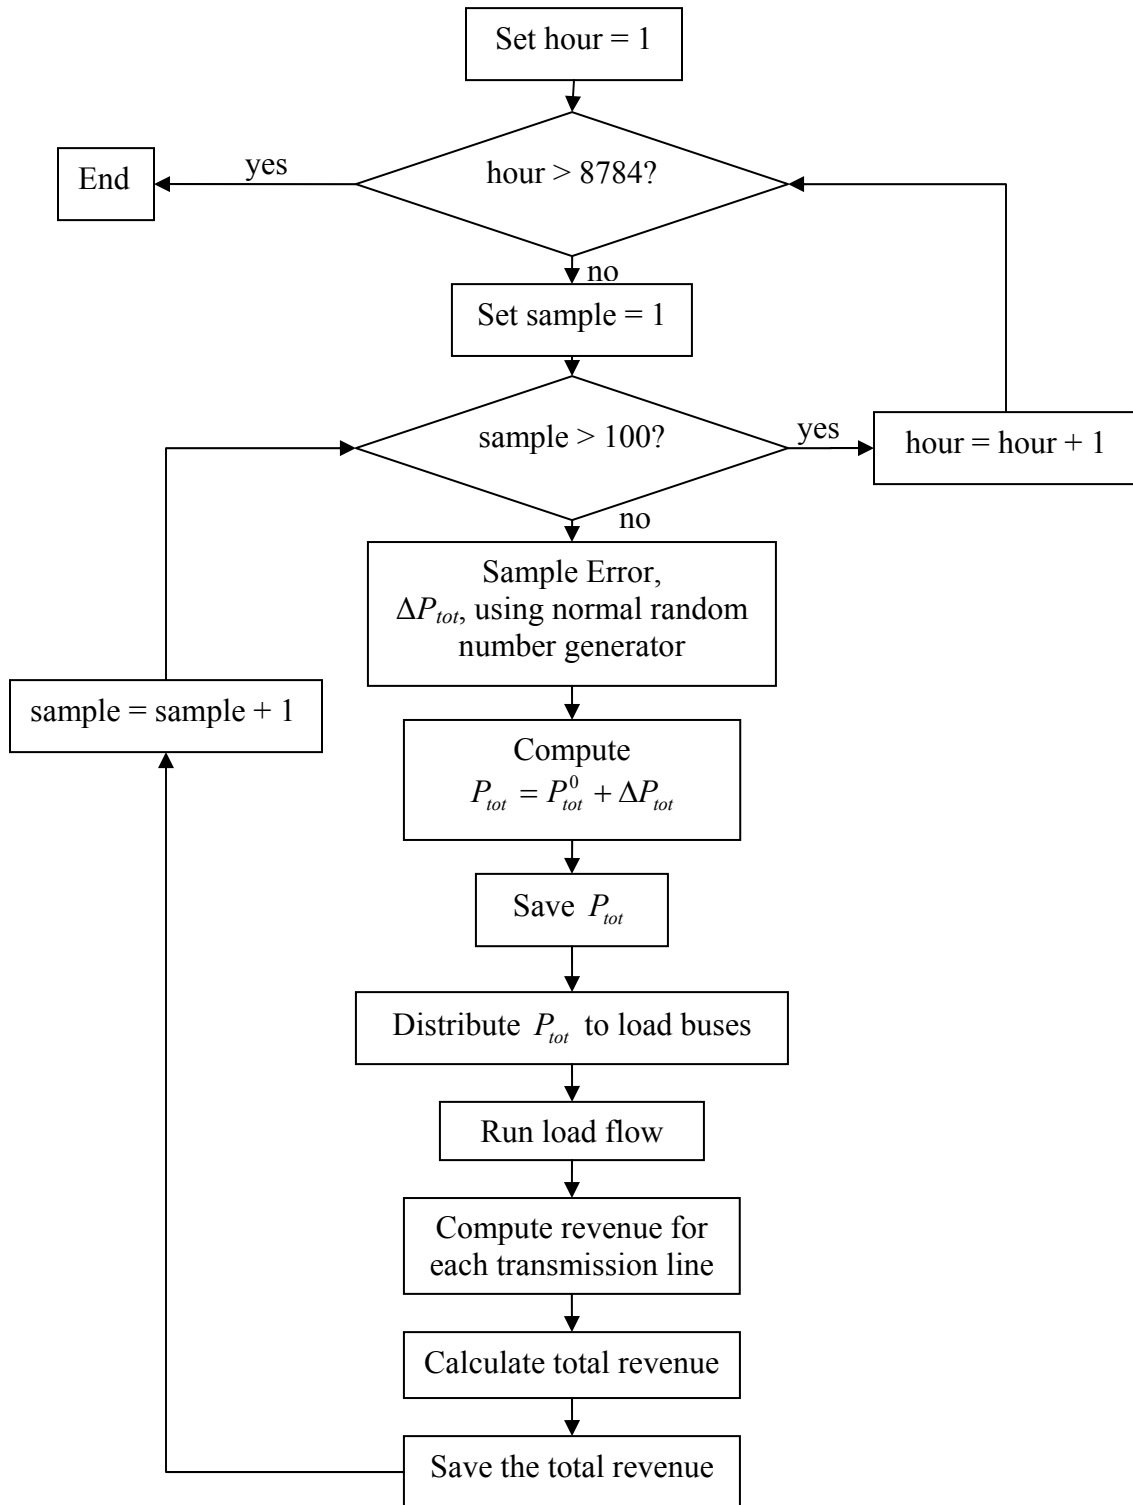 Set hour = 1
hour > 8784?
yes
End
no
Set sample = 1
sample > 100?
yes
hour = hour + 1
no
Sample Error,
ΔP_tot, using normal random
number generator
sample = sample + 1
Compute
P_tot = P_tot^0 + ΔP_tot
Save P_tot
Distribute P_tot to load buses
Run load flow
Compute revenue for
each transmission line
Calculate total revenue
Save the total revenue